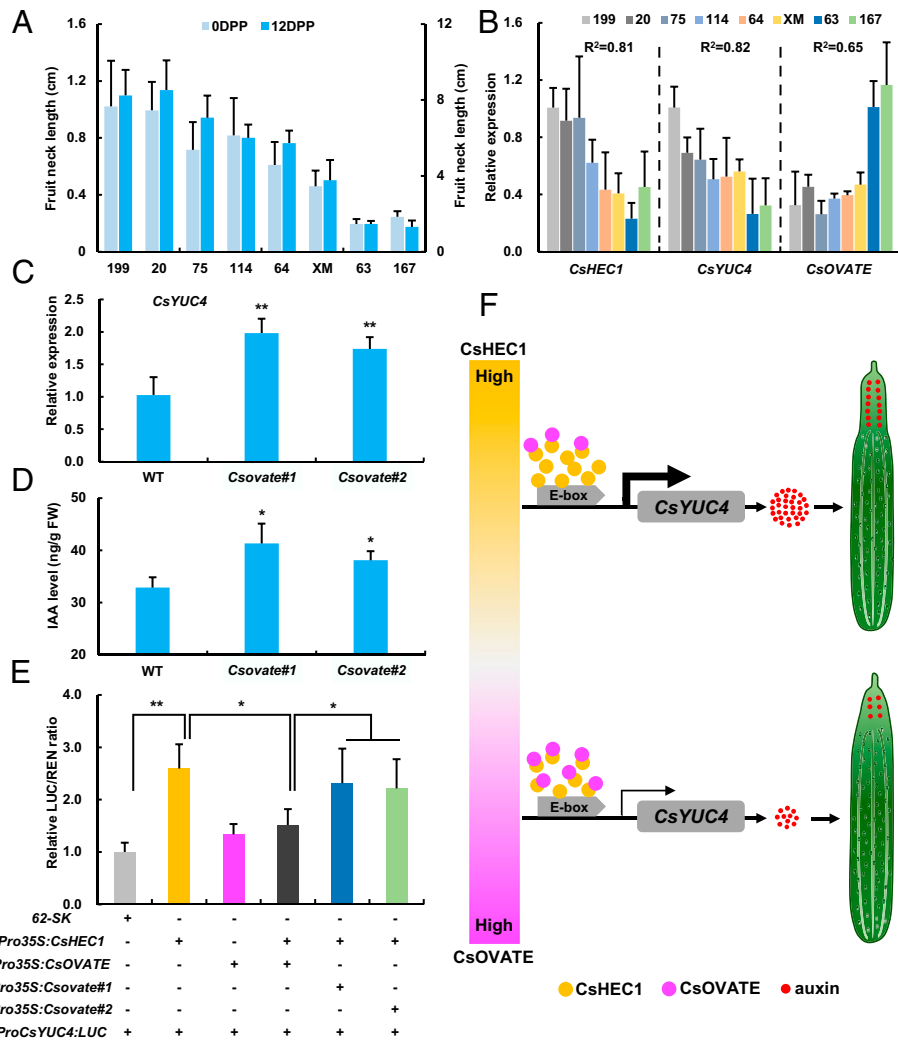 A
0DPP 12DPP
1.6
1.2
0.8
0.4
0
Fruit neck length (cm)
12
8
4
0
Fruit neck length (cm)
199 20 75 114 64 XM 63 167
B
199 20 75 114 64 XM 63 167
R²=0.81 R²=0.82 R²=0.65
1.6
1.2
0.8
0.4
0.0
Relative expression
CsHEC1 CsYUC4 CsOVATE
C
CsYUC4
2.5
2.0
1.5
1.0
0.5
0.0
Relative expression
** **
WT Csovate#1 Csovate#2
D
50
40
30
20
IAA level (ng/g FW)
* *
WT Csovate#1 Csovate#2
E
4.0
3.0
2.0
1.0
0.0
Relative LUC/REN ratio
** * *
62-SK + - - - - -
Pro35S:CsHEC1 - + - + + +
Pro35S:CsOVATE - - + + - -
Pro35S:Csovate#1 - - - - + -
Pro35S:Csovate#2 - - - - - +
ProCsYUC4:LUC + + + + + +
F
CsHEC1
High
E-box
CsYUC4
E-box
CsYUC4
High
CsOVATE
CsHEC1 CsOVATE auxin